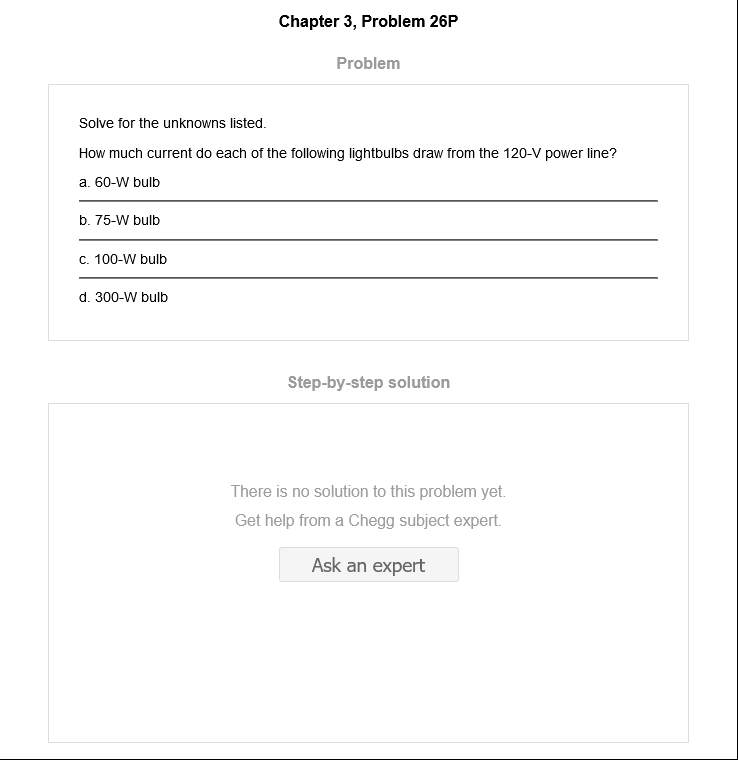 Chapter 3, Problem 26P
Problem
Solve for the unknowns listed.
How much current do each of the following lightbulbs draw from the 120-V power line?
a. 60-W bulb
b. 75-W bulb
c. 100-W bulb
d. 300-W bulb
Step-by-step solution
There is no solution to this problem yet.
Get help from a Chegg subject expert.
Ask an expert